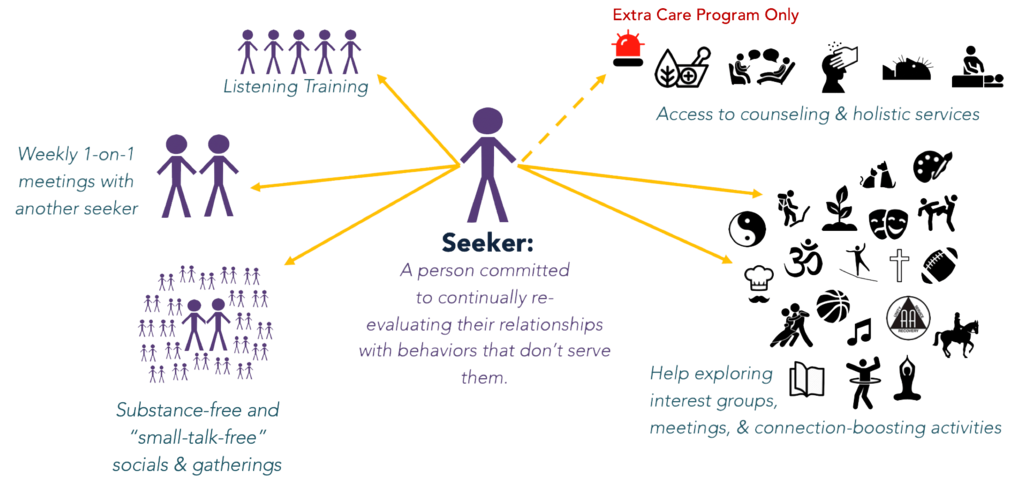 Extra Care Program Only
Listening Training
Access to counseling & holistic services
Weekly 1-on-1
meetings with
another seeker
Seeker:
A person committed
to continually re-
evaluating their relationships
with behaviors that don't serve
them.
AA
RECOVERY
Help exploring
interest groups,
meetings, & connection-boosting activities
Substance-free and
“small-talk-free”
socials & gatherings